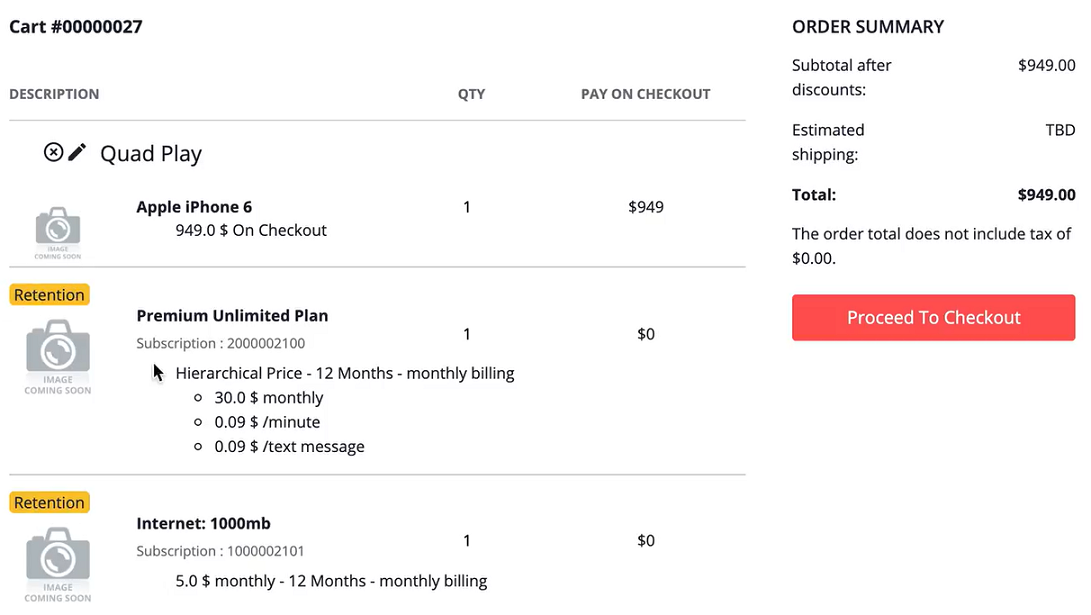 Cart #00000027
DESCRIPTION QTY PAY ON CHECKOUT
Quad Play
Apple iPhone 6 1 $949
949.0 $ On Checkout
IMAGE
COMING SOON
Retention
Premium Unlimited Plan 1 $0
Subscription : 2000002100
Hierarchical Price - 12 Months - monthly billing
30.0 $ monthly
0.09 $ /minute
0.09 $ /text message
IMAGE
COMING SOON
Retention
Internet: 1000mb 1 $0
Subscription : 1000002101
5.0 $ monthly - 12 Months - monthly billing
IMAGE
COMING SOON
ORDER SUMMARY
Subtotal after $949.00
discounts:
Estimated TBD
shipping:
Total: $949.00
The order total does not include tax of
$0.00.
Proceed To Checkout